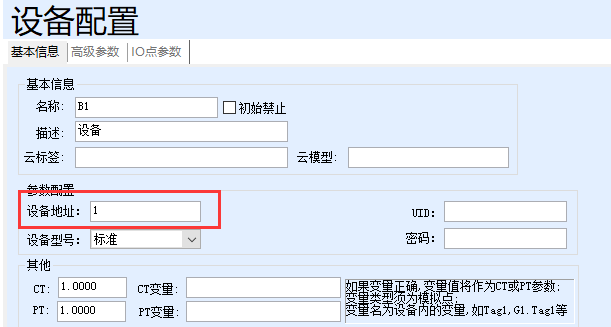 设备配置
基本信息 高级参数 IO点参数
基本信息
名称: B1 初始禁止
描述: 设备
云标签: 云模型:
参数配置
设备地址: 1 UID:
设备型号: 标准 密码:
其他
CT: 1.0000 CT变量: 如果变量正确,变量值将作为CT或PT参数;
变量类型须为模拟点;
PT: 1.0000 PT变量: 变量名为设备内的变量,如Tag1,G1.Tag1等